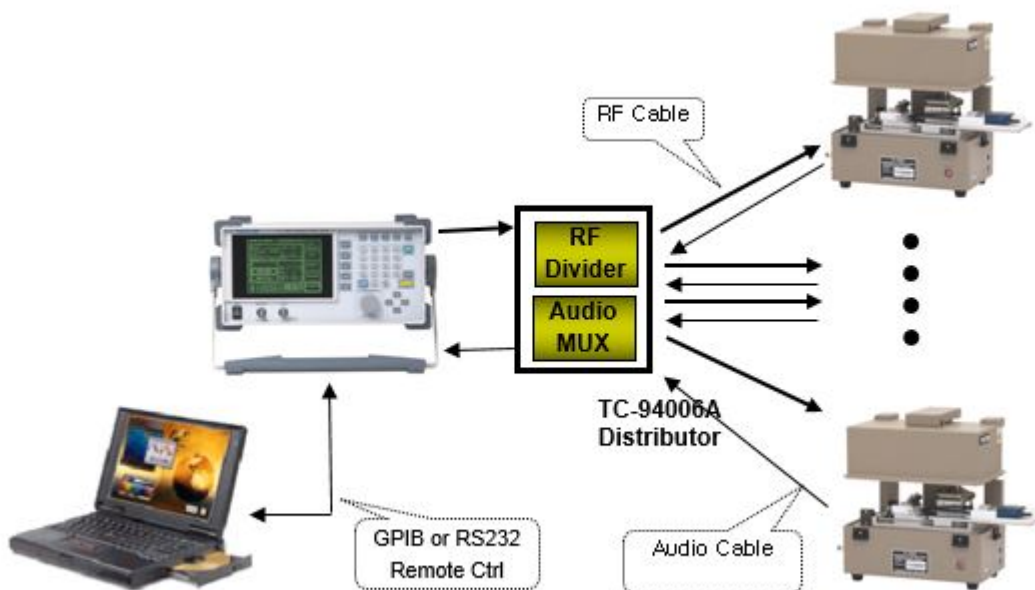 RF Cable
RF
Divider
Audio
MUX
TC-94006A
Distributor
GPIB or RS232
Remote Ctrl
Audio Cable